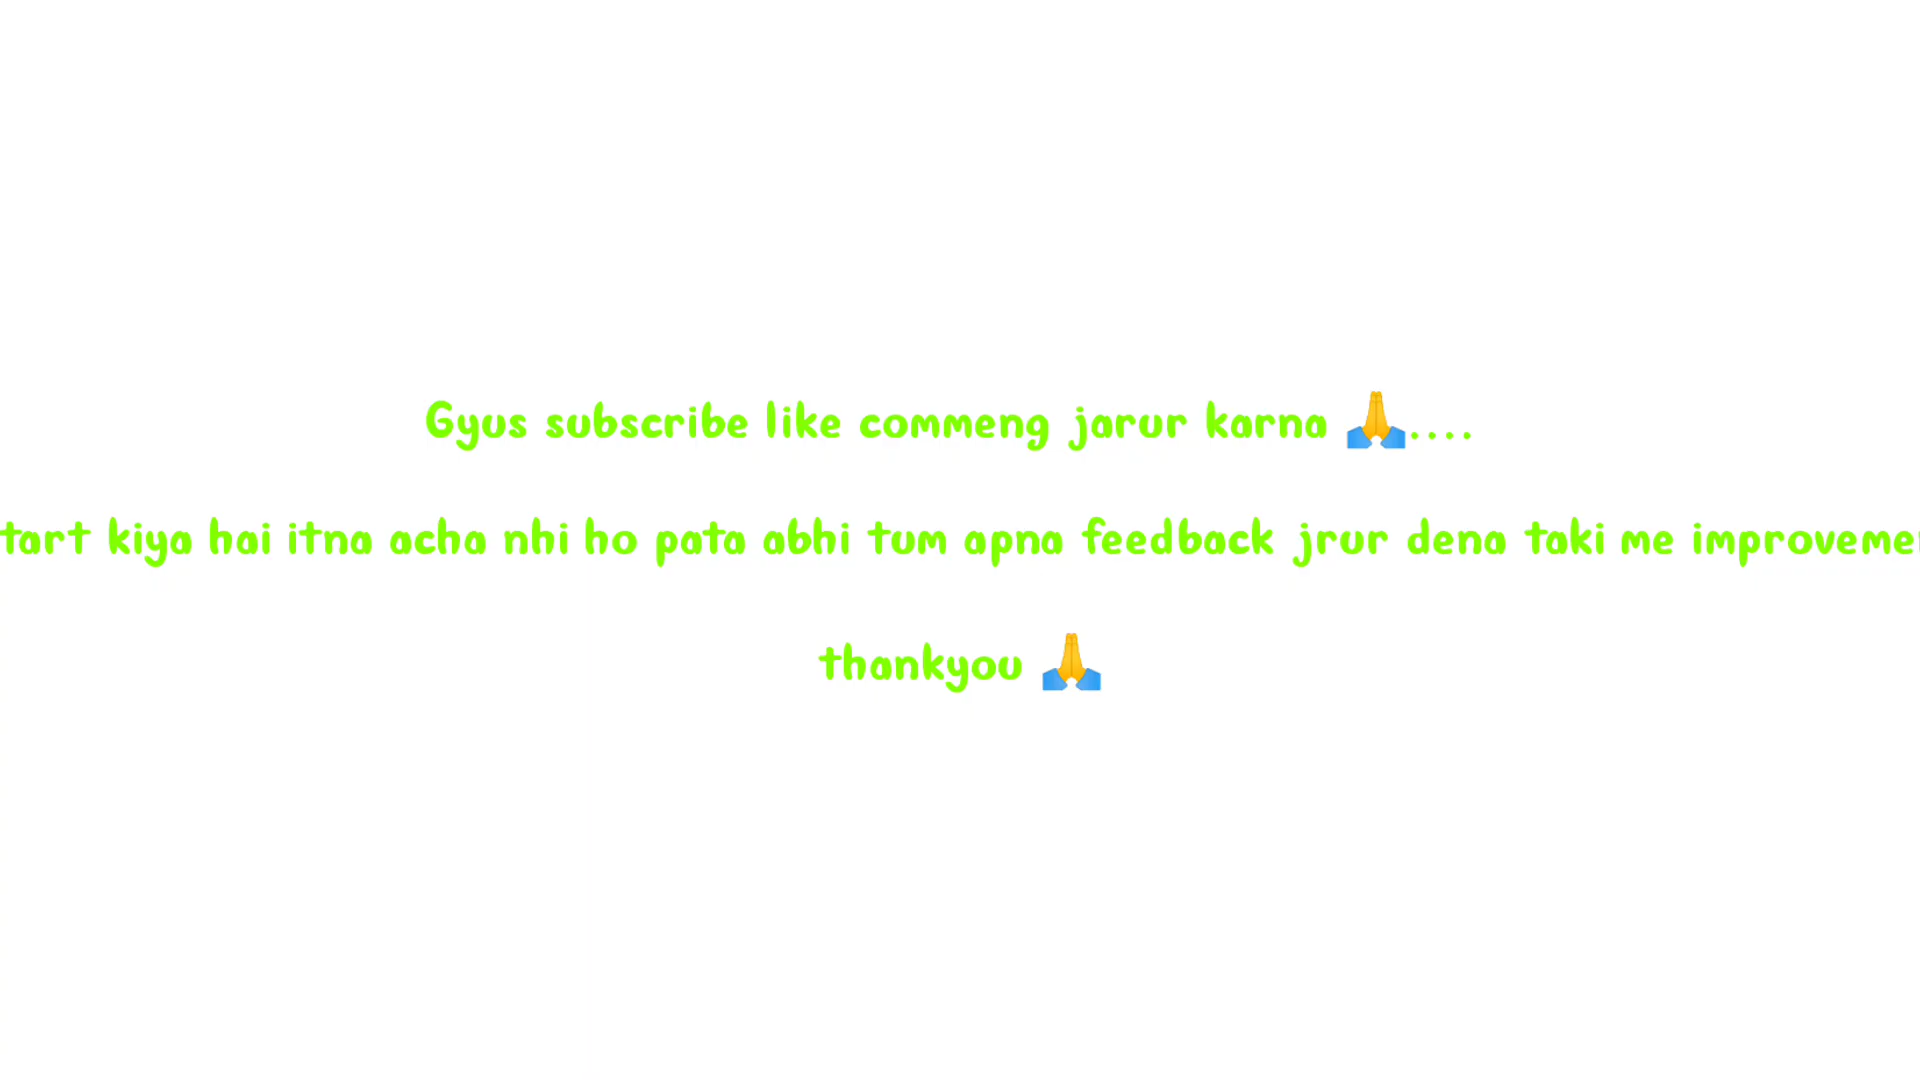 Gyus subscribe like commeng jarur karna 🙏....
tart kiya hai itna acha nhi ho pata abhi tum apna feedback jrur dena taki me improveme
thankyou 🙏